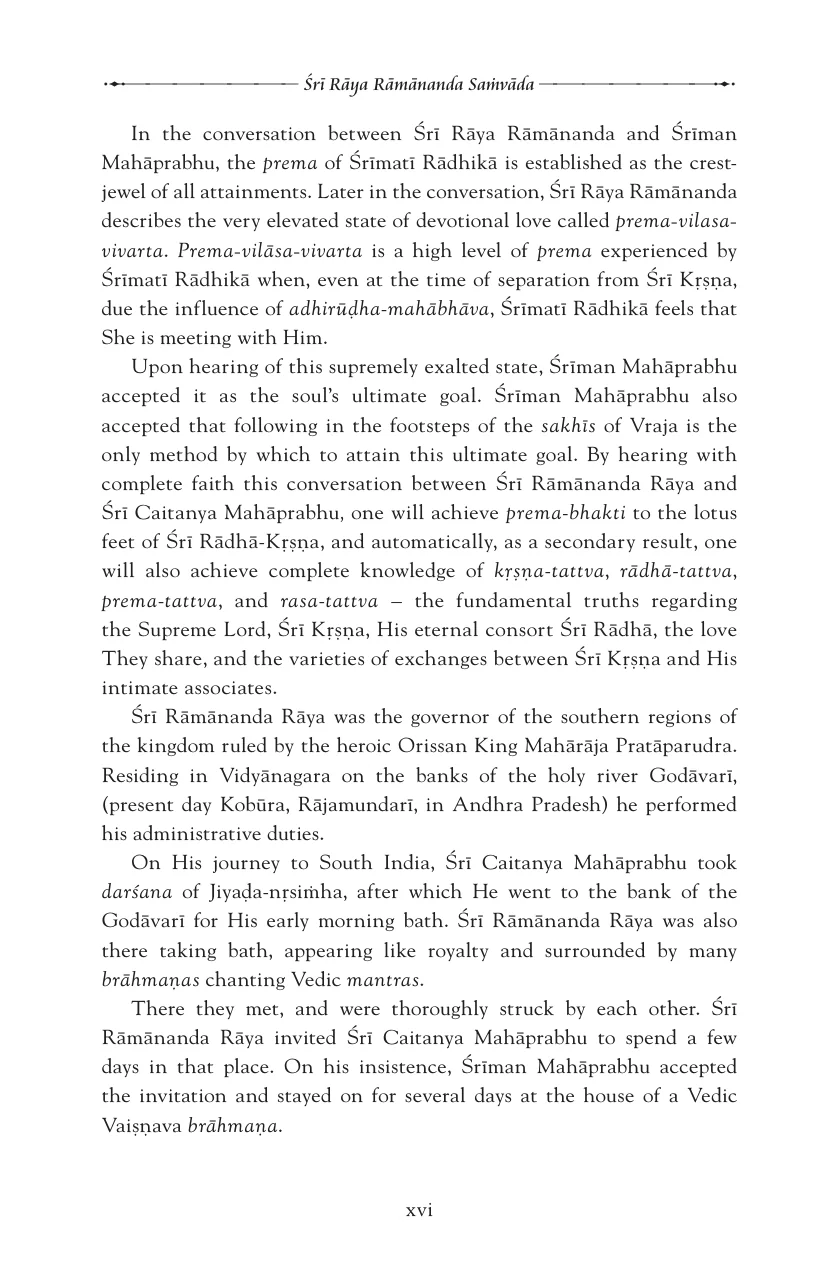 Śrī Rāya Rāmānanda Saṁvāda
In the conversation between Śrī Rāya Rāmānanda and Śrīman
Mahāprabhu, the prema of Śrīmatī Rādhikā is established as the crest-
jewel of all attainments. Later in the conversation, Śrī Rāya Rāmānanda
describes the very elevated state of devotional love called prema-vilasa-
vivarta. Prema-vilāsa-vivarta is a high level of prema experienced by
Śrīmatī Rādhikā when, even at the time of separation from Śrī Kṛṣṇa,
due the influence of adhirūḍha-mahābhāva, Śrīmatī Rādhikā feels that
She is meeting with Him.
Upon hearing of this supremely exalted state, Śrīman Mahāprabhu
accepted it as the soul’s ultimate goal. Śrīman Mahāprabhu also
accepted that following in the footsteps of the sakhīs of Vraja is the
only method by which to attain this ultimate goal. By hearing with
complete faith this conversation between Śrī Rāmānanda Rāya and
Śrī Caitanya Mahāprabhu, one will achieve prema-bhakti to the lotus
feet of Śrī Rādhā-Kṛṣṇa, and automatically, as a secondary result, one
will also achieve complete knowledge of kṛṣṇa-tattva, rādhā-tattva,
prema-tattva, and rasa-tattva – the fundamental truths regarding
the Supreme Lord, Śrī Kṛṣṇa, His eternal consort Śrī Rādhā, the love
They share, and the varieties of exchanges between Śrī Kṛṣṇa and His
intimate associates.
Śrī Rāmānanda Rāya was the governor of the southern regions of
the kingdom ruled by the heroic Orissan King Mahārāja Pratāparudra.
Residing in Vidyānagara on the banks of the holy river Godāvarī,
(present day Kobūra, Rājamundarī, in Andhra Pradesh) he performed
his administrative duties.
On His journey to South India, Śrī Caitanya Mahāprabhu took
darśana of Jiyaḍa-nṛsiṁha, after which He went to the bank of the
Godāvarī for His early morning bath. Śrī Rāmānanda Rāya was also
there taking bath, appearing like royalty and surrounded by many
brāhmaṇas chanting Vedic mantras.
There they met, and were thoroughly struck by each other. Śrī
Rāmānanda Rāya invited Śrī Caitanya Mahāprabhu to spend a few
days in that place. On his insistence, Śrīman Mahāprabhu accepted
the invitation and stayed on for several days at the house of a Vedic
Vaiṣṇava brāhmaṇa.
xvi